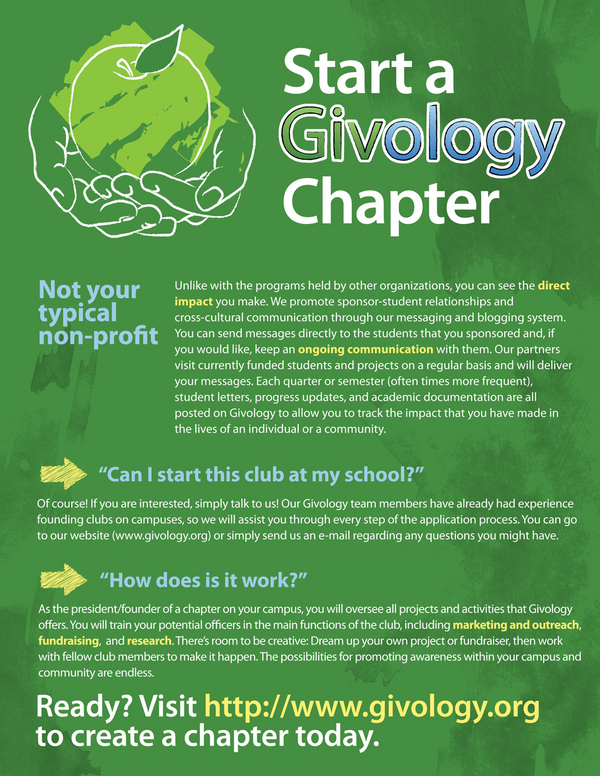 Start a
Givology
Chapter
Not your
typical
non-profit
Unlike with the programs held by other organizations, you can see the direct
impact you make. We promote sponsor-student relationships and
cross-cultural communication through our messaging and blogging system.
You can send messages directly to the students that you sponsored and, if
you would like, keep an ongoing communication with them. Our partners
visit currently funded students and projects on a regular basis and will deliver
your messages. Each quarter or semester (often times more frequent),
student letters, progress updates, and academic documentation are all
posted on Givology to allow you to track the impact that you have made in
the lives of an individual or a community.
“Can I start this club at my school?”
Of course! If you are interested, simply talk to us! Our Givology team members have already had experience
founding clubs on campuses, so we will assist you through every step of the application process. You can go
to our website (www.givology.org) or simply send us an e-mail regarding any questions you might have.
“How does is it work?”
As the president/founder of a chapter on your campus, you will oversee all projects and activities that Givology
offers. You will train your potential officers in the main functions of the club, including marketing and outreach,
fundraising, and research. There’s room to be creative: Dream up your own project or fundraiser, then work
with fellow club members to make it happen. The possibilities for promoting awareness within your campus and
community are endless.
Ready? Visit http://www.givology.org
to create a chapter today.